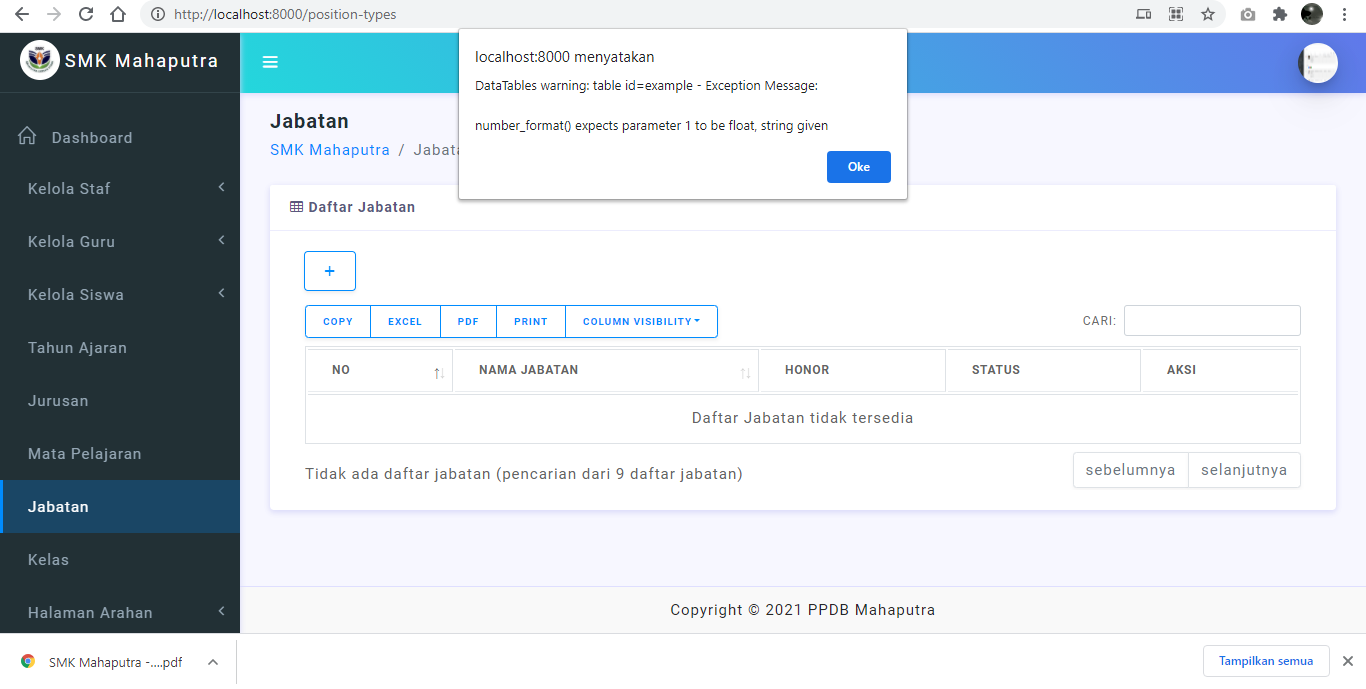 http://localhost:8000/position-types
SMK Mahaputra
localhost:8000 menyatakan
DataTables warning: table id=example - Exception Message:
number_format() expects parameter 1 to be float, string given
Oke
Dashboard
Kelola Staf
Kelola Guru
Kelola Siswa
Tahun Ajaran
Jurusan
Mata Pelajaran
Jabatan
Kelas
Halaman Arahan
Jabatan
SMK Mahaputra / Jabata
Daftar Jabatan
+
COPY EXCEL PDF PRINT COLUMN VISIBILITY
CARI:
NO NAMA JABATAN HONOR STATUS AKSI
Daftar Jabatan tidak tersedia
Tidak ada daftar jabatan (pencarian dari 9 daftar jabatan)
sebelumnya selanjutnya
Copyright © 2021 PPDB Mahaputra
SMK Mahaputra -....pdf
Tampilkan semua